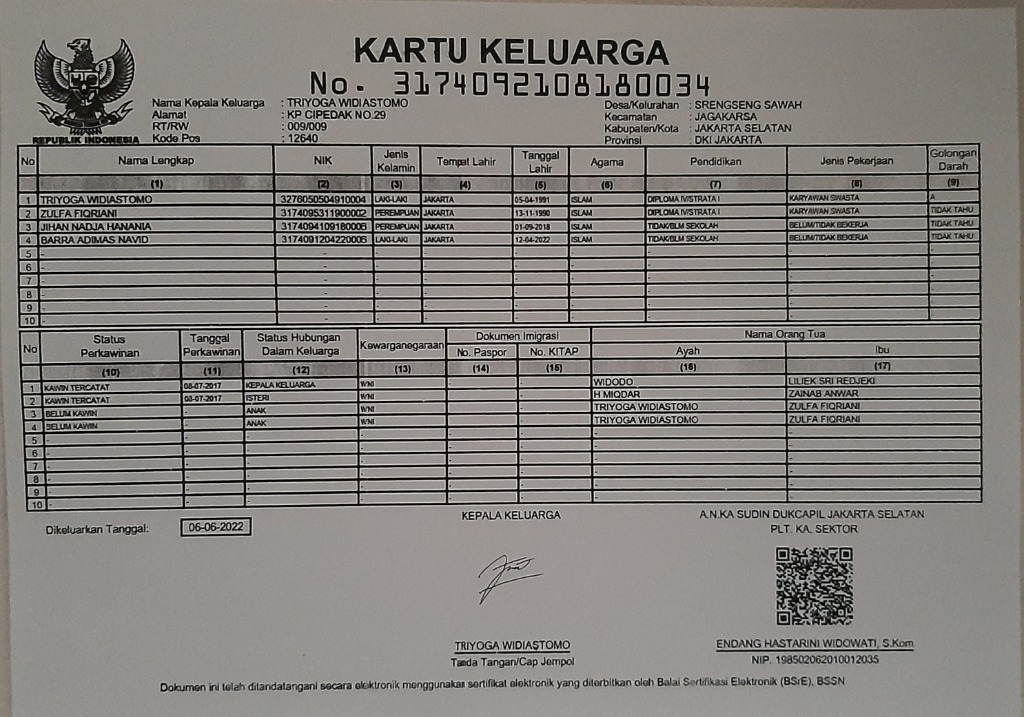 KARTU KELUARGA
No. 3174092108180034
REPUBLIK INDONESIA
Nama Kepala Keluarga : TRIYOGA WIDIASTOMO
Alamat : KP CIPEDAK NO.29
RT/RW : 009/009
Kode Pos : 12640
Desa/Kelurahan : SRENGSENG SAWAH
Kecamatan : JAGAKARSA
Kabupaten/Kota : JAKARTA SELATAN
Provinsi : DKI JAKARTA
No Nama Lengkap NIK Jenis Kelamin Tempat Lahir Tanggal Lahir Agama Pendidikan Jenis Pekerjaan Golongan Darah
(1) (2) (3) (4) (5) (6) (7) (8) (9)
1 TRIYOGA WIDIASTOMO 3276050504910004 LAKI-LAKI JAKARTA 05-04-1991 ISLAM DIPLOMA IV/STRATA I KARYAWAN SWASTA A
2 ZULFA FIQRIANI 3174095311900002 PEREMPUAN JAKARTA 13-11-1990 ISLAM DIPLOMA IV/STRATA I KARYAWAN SWASTA TIDAK TAHU
3 JIHAN NADJA HANANIA 3174094109180006 PEREMPUAN JAKARTA 01-09-2018 ISLAM TIDAK/BLM SEKOLAH BELUM/TIDAK BEKERJA TIDAK TAHU
4 BARRA ADIMAS NAVID 3174091204220006 LAKI-LAKI JAKARTA 12-04-2022 ISLAM TIDAK/BLM SEKOLAH BELUM/TIDAK BEKERJA TIDAK TAHU
5 - - - - - - - - -
6 - - - - - - - - -
7 - - - - - - - - -
8 - - - - - - - - -
9 - - - - - - - - -
10 - - - - - - - - -
No Status Perkawinan Tanggal Perkawinan Status Hubungan Dalam Keluarga Kewarganegaraan Dokumen Imigrasi Nama Orang Tua
No. Paspor No. KITAP Ayah Ibu
(10) (11) (12) (13) (14) (15) (16) (17)
1 KAWIN TERCATAT 08-07-2017 KEPALA KELUARGA WNI - - WIDODO LILIEK SRI REDJEKI
2 KAWIN TERCATAT 08-07-2017 ISTERI WNI - - H MIQDAR ZAINAB ANWAR
3 BELUM KAWIN - ANAK WNI - - TRIYOGA WIDIASTOMO ZULFA FIQRIANI
4 BELUM KAWIN - ANAK WNI - - TRIYOGA WIDIASTOMO ZULFA FIQRIANI
5 - - - - - - - -
6 - - - - - - - -
7 - - - - - - - -
8 - - - - - - - -
9 - - - - - - - -
10 - - - - - - - -
Dikeluarkan Tanggal: 06-06-2022
KEPALA KELUARGA
TRIYOGA WIDIASTOMO
Tanda Tangan/Cap Jempol
A.N.KA SUDIN DUKCAPIL JAKARTA SELATAN
PLT. KA. SEKTOR
ENDANG HASTARINI WIDOWATI, S.Kom
NIP. 198502062010012035
Dokumen ini telah ditandatangani secara elektronik menggunakan sertifikat elektronik yang diterbitkan oleh Balai Sertifikasi Elektronik (BSrE), BSSN